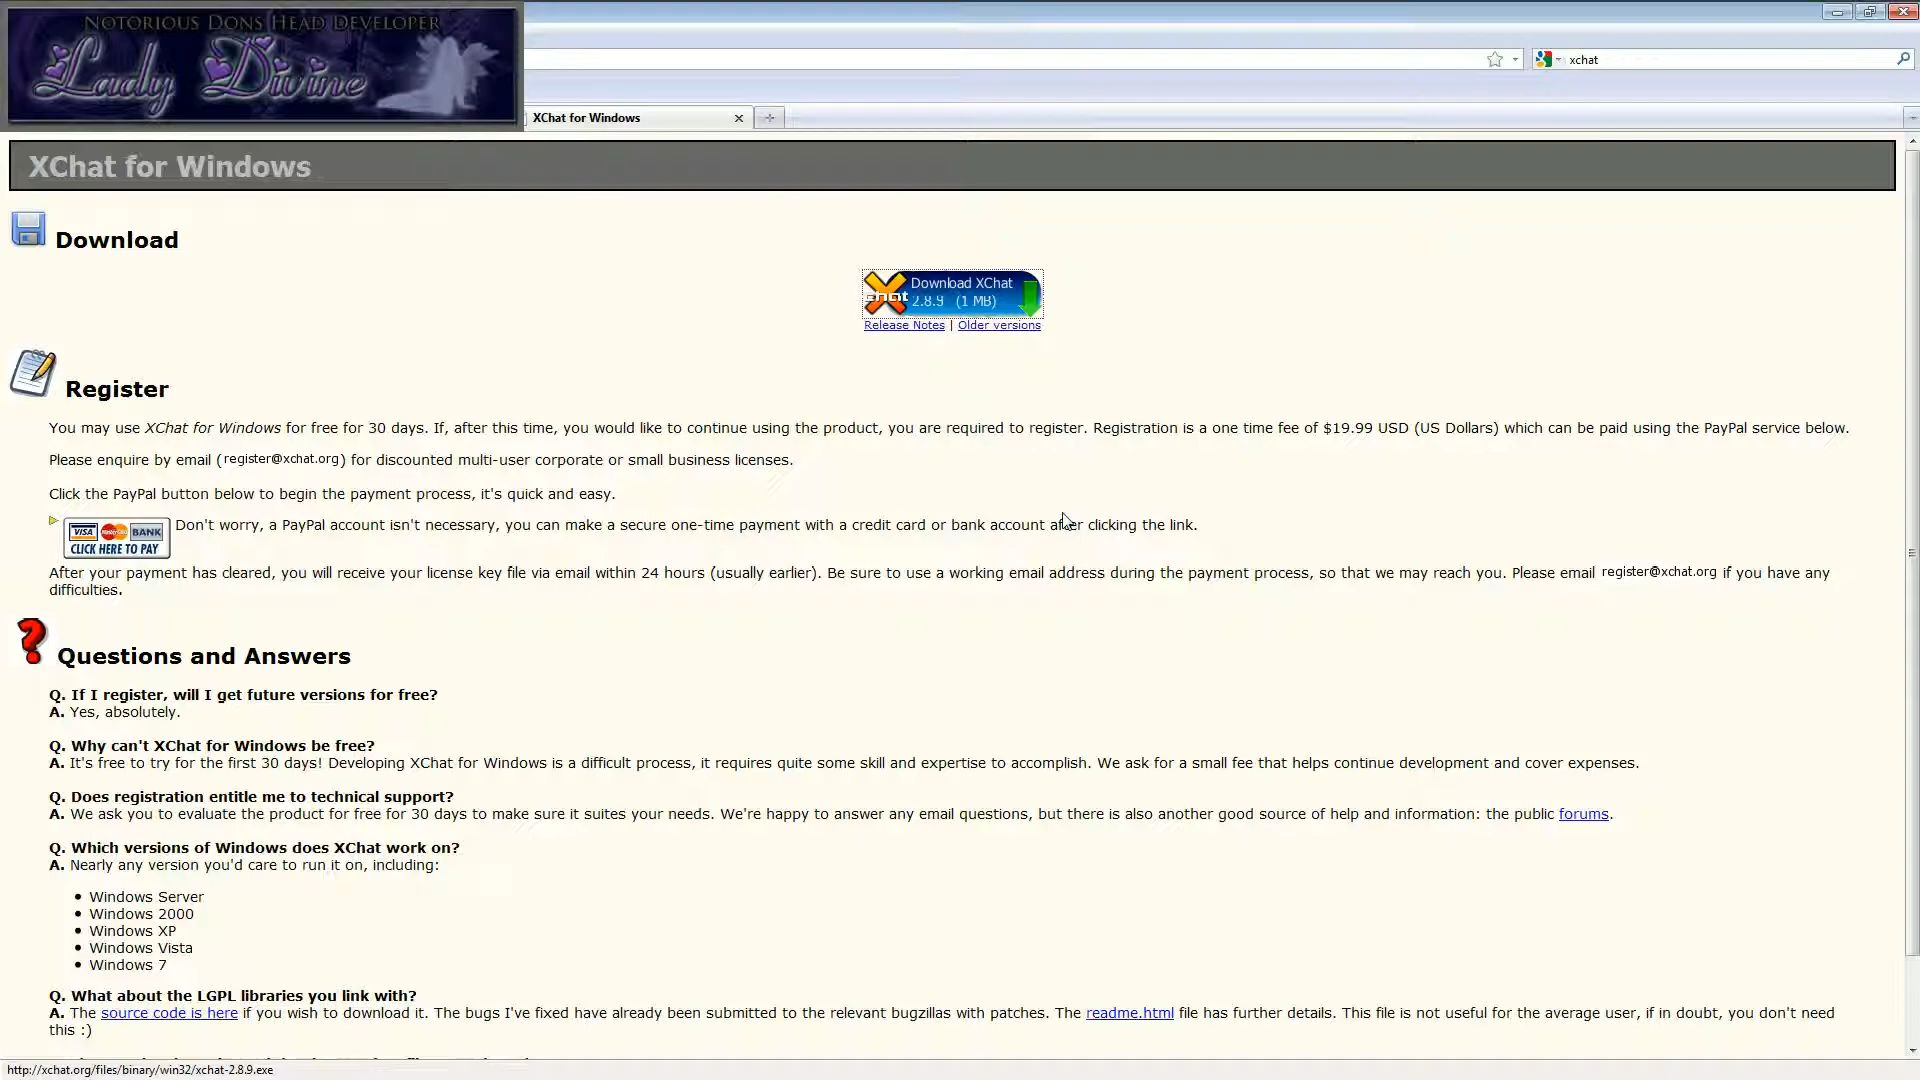 NOTORIOUS DONS HEAD DEVELOPER
Lady Divine
xchat
XChat for Windows
XChat for Windows
Download
Download XChat
chat 2.8.9 (1 MB)
Release Notes | Older versions
Register
You may use XChat for Windows for free for 30 days. If, after this time, you would like to continue using the product, you are required to register. Registration is a one time fee of $19.99 USD (US Dollars) which can be paid using the PayPal service below.
Please enquire by email (register@xchat.org) for discounted multi-user corporate or small business licenses.
Click the PayPal button below to begin the payment process, it's quick and easy.
VISA MasterCard BANK
CLICK HERE TO PAY
Don't worry, a PayPal account isn't necessary, you can make a secure one-time payment with a credit card or bank account after clicking the link.
After your payment has cleared, you will receive your license key file via email within 24 hours (usually earlier). Be sure to use a working email address during the payment process, so that we may reach you. Please email register@xchat.org if you have any
difficulties.
Questions and Answers
Q. If I register, will I get future versions for free?
A. Yes, absolutely.
Q. Why can't XChat for Windows be free?
A. It's free to try for the first 30 days! Developing XChat for Windows is a difficult process, it requires quite some skill and expertise to accomplish. We ask for a small fee that helps continue development and cover expenses.
Q. Does registration entitle me to technical support?
A. We ask you to evaluate the product for free for 30 days to make sure it suites your needs. We're happy to answer any email questions, but there is also another good source of help and information: the public forums.
Q. Which versions of Windows does XChat work on?
A. Nearly any version you'd care to run it on, including:
• Windows Server
• Windows 2000
• Windows XP
• Windows Vista
• Windows 7
Q. What about the LGPL libraries you link with?
A. The source code is here if you wish to download it. The bugs I've fixed have already been submitted to the relevant bugzillas with patches. The readme.html file has further details. This file is not useful for the average user, if in doubt, you don't need
this :)
http://xchat.org/files/binary/win32/xchat-2.8.9.exe